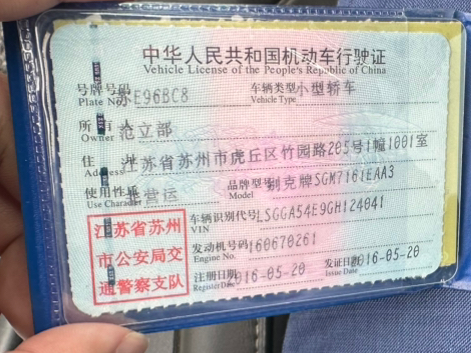 中华人民共和国机动车行驶证
Vehicle License of the People's Republic of China
号牌号码 苏E96BC8 车辆类型 小型轿车
Plate No. Vehicle Type
所有人 范立部
Owner
住址 江苏省苏州市虎丘区竹园路205号1幢1001室
Address
使用性质 非营运 品牌型号 别克牌SGM7161EAA3
Use Character Model
江苏省苏州市公安局交通警察支队
车辆识别代号 LSGGA54E9GH124041
VIN
发动机号码 160670261
Engine No.
注册日期 2016-05-20 发证日期 2016-05-20
Register Date Issue Date